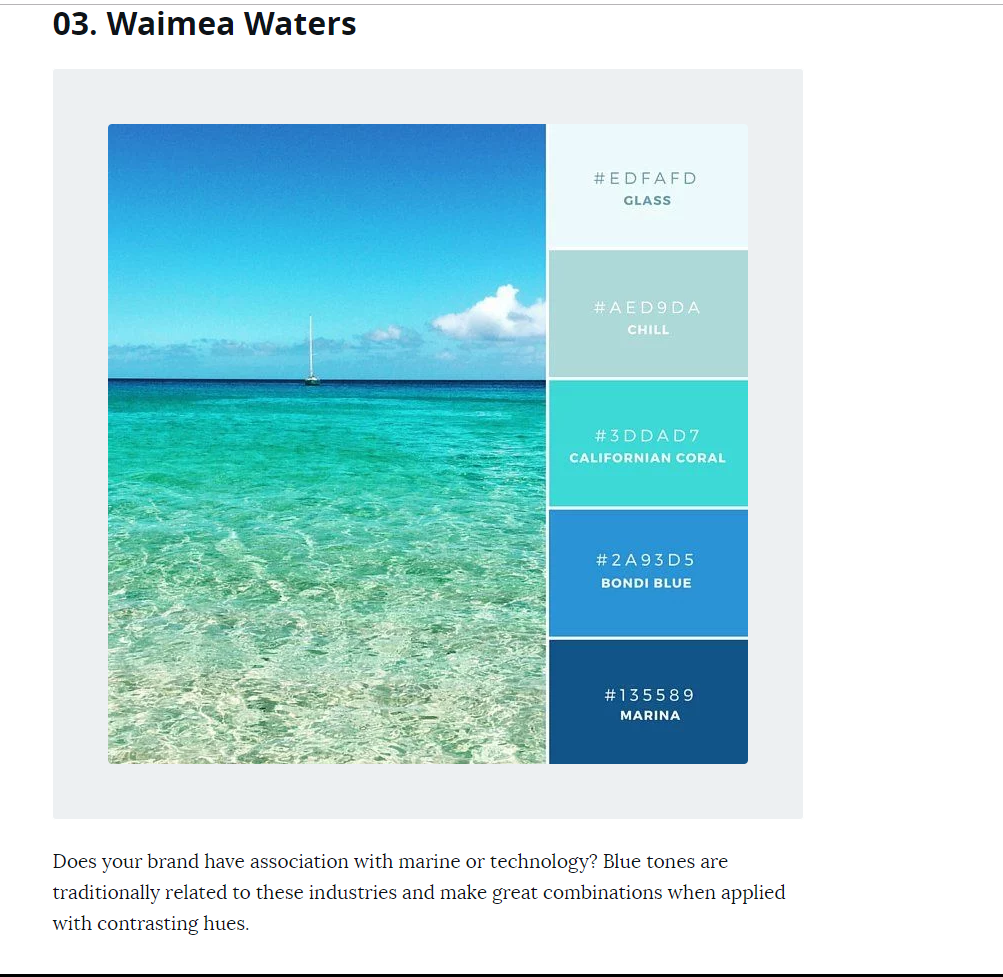 03. Waimea Waters
#EDFAFD
GLASS
#AED9DA
CHILL
#3DDAD7
CALIFORNIAN CORAL
#2A93D5
BONDI BLUE
#135589
MARINA
Does your brand have association with marine or technology? Blue tones are
traditionally related to these industries and make great combinations when applied
with contrasting hues.